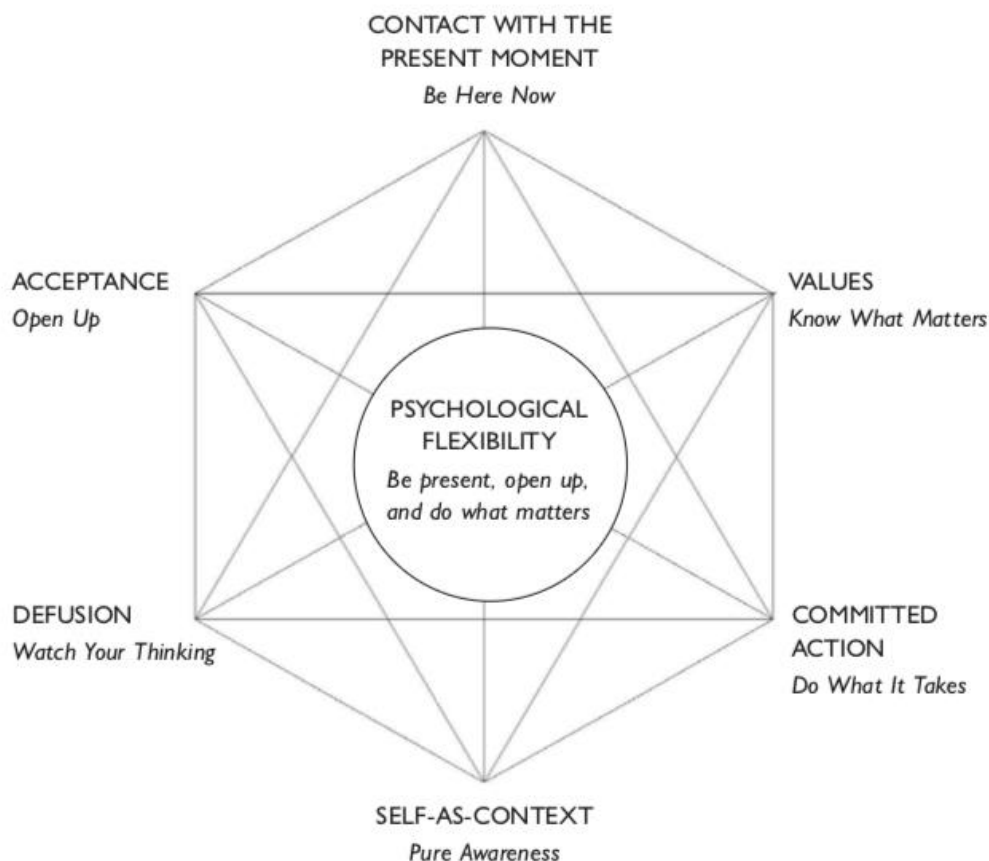 CONTACT WITH THE
PRESENT MOMENT
Be Here Now
ACCEPTANCE
Open Up
VALUES
Know What Matters
PSYCHOLOGICAL
FLEXIBILITY
Be present, open up,
and do what matters
DEFUSION
Watch Your Thinking
COMMITTED
ACTION
Do What It Takes
SELF-AS-CONTEXT
Pure Awareness